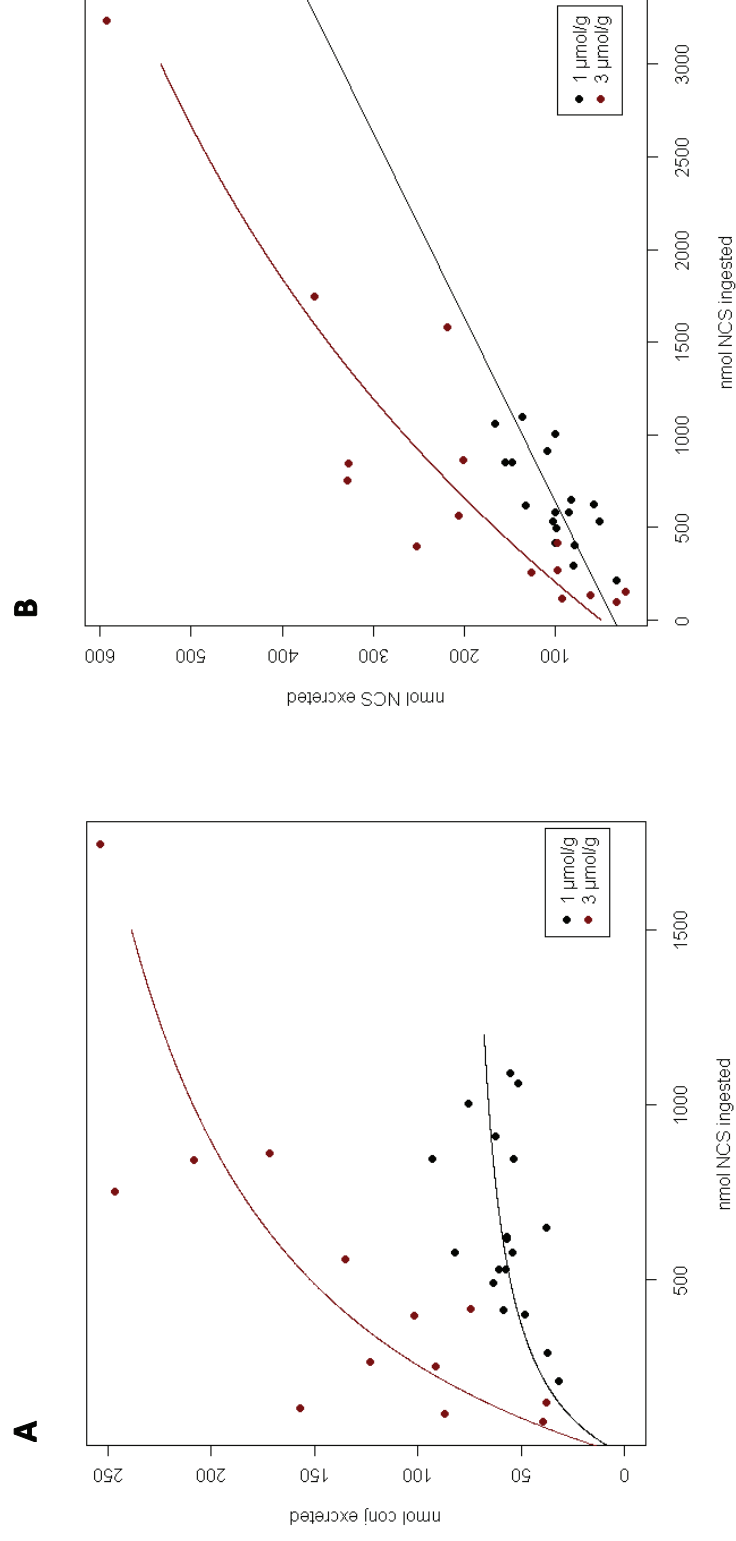 A
nmol conj excreted
250
200
150
100
50
0
500
1000
1500
nmol NCS ingested
1 µmol/g
3 µmol/g
B
nmol NCS excreted
600
500
400
300
200
100
0
500
1000
1500
2000
2500
3000
nmol NCS ingested
1 µmol/g
3 µmol/g